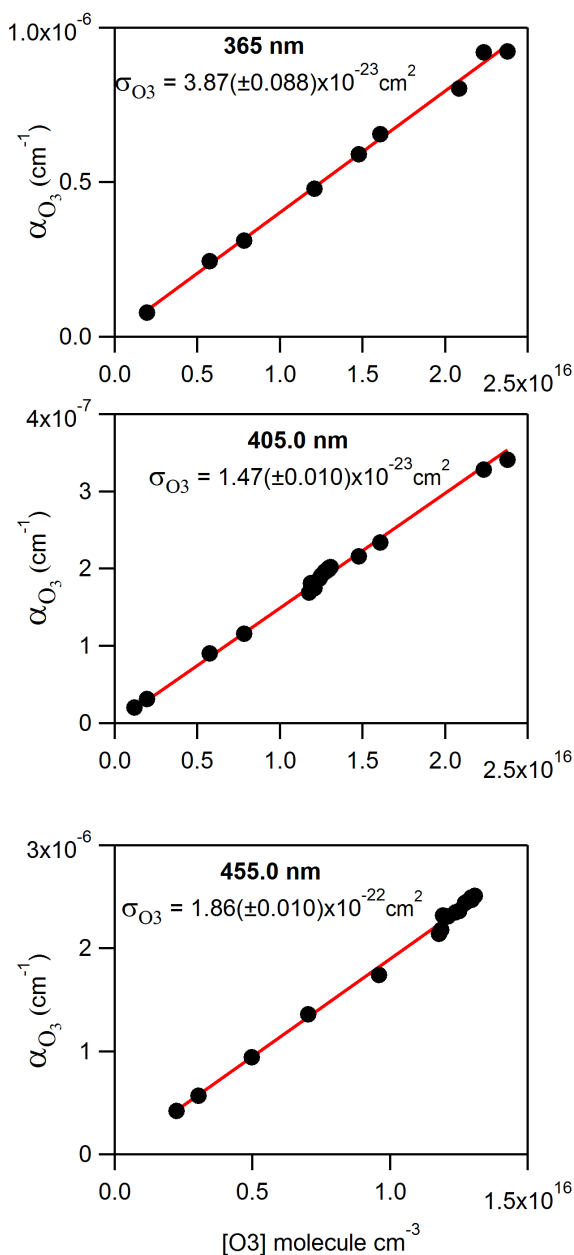 1.0x10⁻⁶
365 nm
σO₃ = 3.87(±0.088)x10⁻²³cm²
0.5
0.0
αO₃ (cm⁻¹)
0.0 0.5 1.0 1.5 2.0
2.5x10¹⁶
4x10⁻⁷
405.0 nm
σO₃ = 1.47(±0.010)x10⁻²³cm²
3
2
1
0
αO₃ (cm⁻¹)
0.0 0.5 1.0 1.5 2.0
2.5x10¹⁶
3x10⁻⁶
455.0 nm
σO₃ = 1.86(±0.010)x10⁻²²cm²
2
1
0
αO₃ (cm⁻¹)
0.0 0.5 1.0
1.5x10¹⁶
[O3] molecule cm⁻³